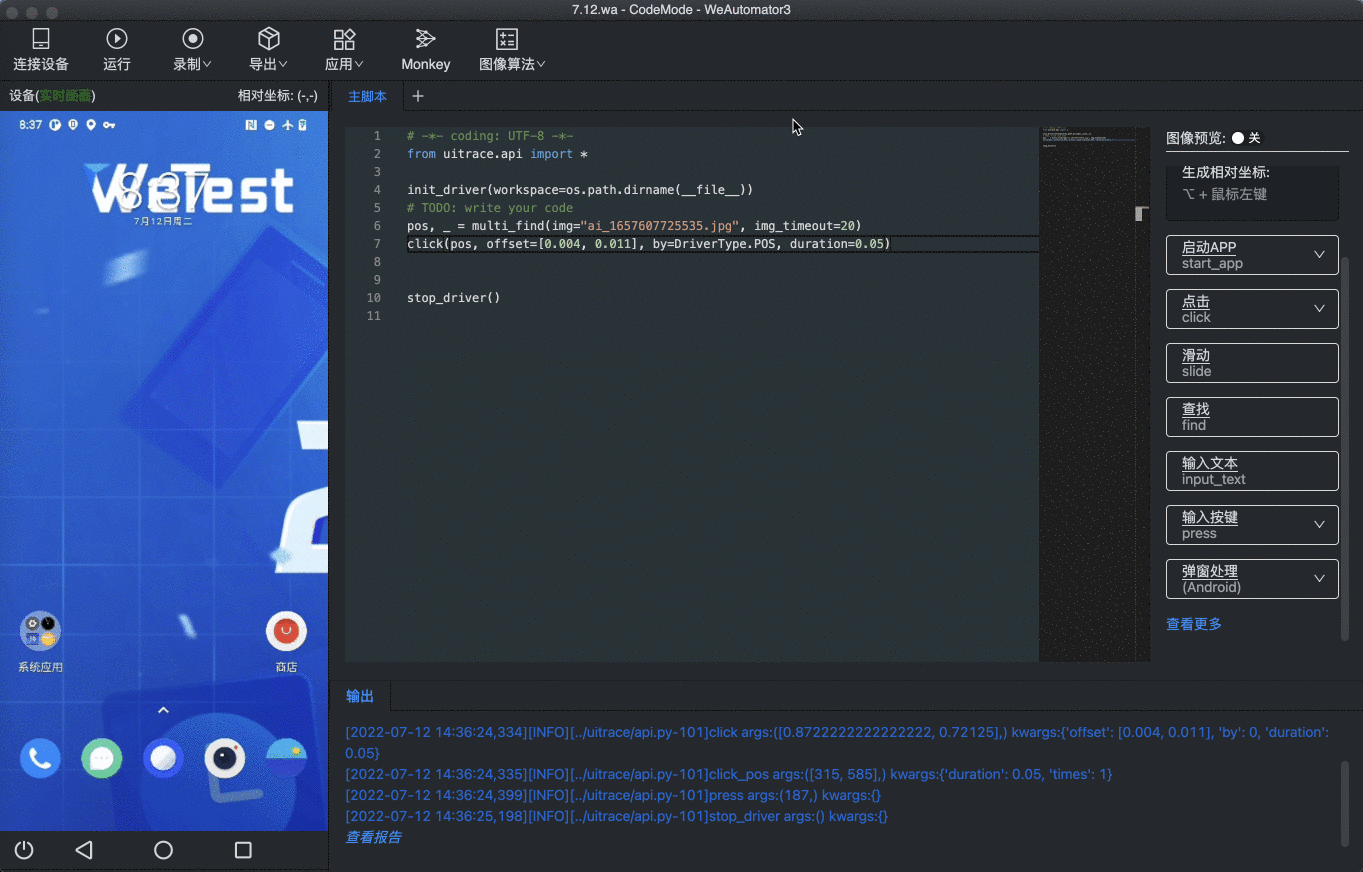 7.12.wa - CodeMode - WeAutomator3
连接设备
运行
录制
导出
应用
Monkey
图像算法
设备(实时画面)
相对坐标: (-,-)
主脚本
8:37
WeTest
8:37
7月12日周二
系统应用
商店
1 # -*- coding: UTF-8 -*-
2 from uitrace.api import *
3
4 init_driver(workspace=os.path.dirname(__file__))
5 # TODO: write your code
6 pos, _ = multi_find(img="ai_1657607725535.jpg", img_timeout=20)
7 click(pos, offset=[0.004, 0.011], by=DriverType.POS, duration=0.05)
8
9
10 stop_driver()
11
图像预览: 关
生成相对坐标:
⌥ + 鼠标左键
启动APP
start_app
点击
click
滑动
slide
查找
find
输入文本
input_text
输入按键
press
弹窗处理
(Android)
查看更多
输出
[2022-07-12 14:36:24,334][INFO][../uitrace/api.py-101]click args:([0.8722222222222222, 0.72125],) kwargs:{'offset': [0.004, 0.011], 'by': 0, 'duration':
0.05}
[2022-07-12 14:36:24,335][INFO][../uitrace/api.py-101]click_pos args:([315, 585],) kwargs:{'duration': 0.05, 'times': 1}
[2022-07-12 14:36:24,399][INFO][../uitrace/api.py-101]press args:(187,) kwargs:{}
[2022-07-12 14:36:25,198][INFO][../uitrace/api.py-101]stop_driver args:() kwargs:{}
查看报告